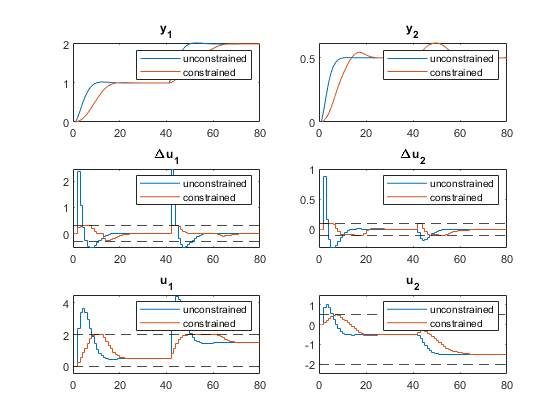 y1
2
1
0
0 20 40 60 80
unconstrained
constrained
y2
0.5
0
0 20 40 60 80
unconstrained
constrained
Δu1
2
1
0
0 20 40 60 80
unconstrained
constrained
Δu2
1
0.5
0
0 20 40 60 80
unconstrained
constrained
u1
4
2
0
0 20 40 60 80
unconstrained
constrained
u2
1
0
-1
-2
0 20 40 60 80
unconstrained
constrained